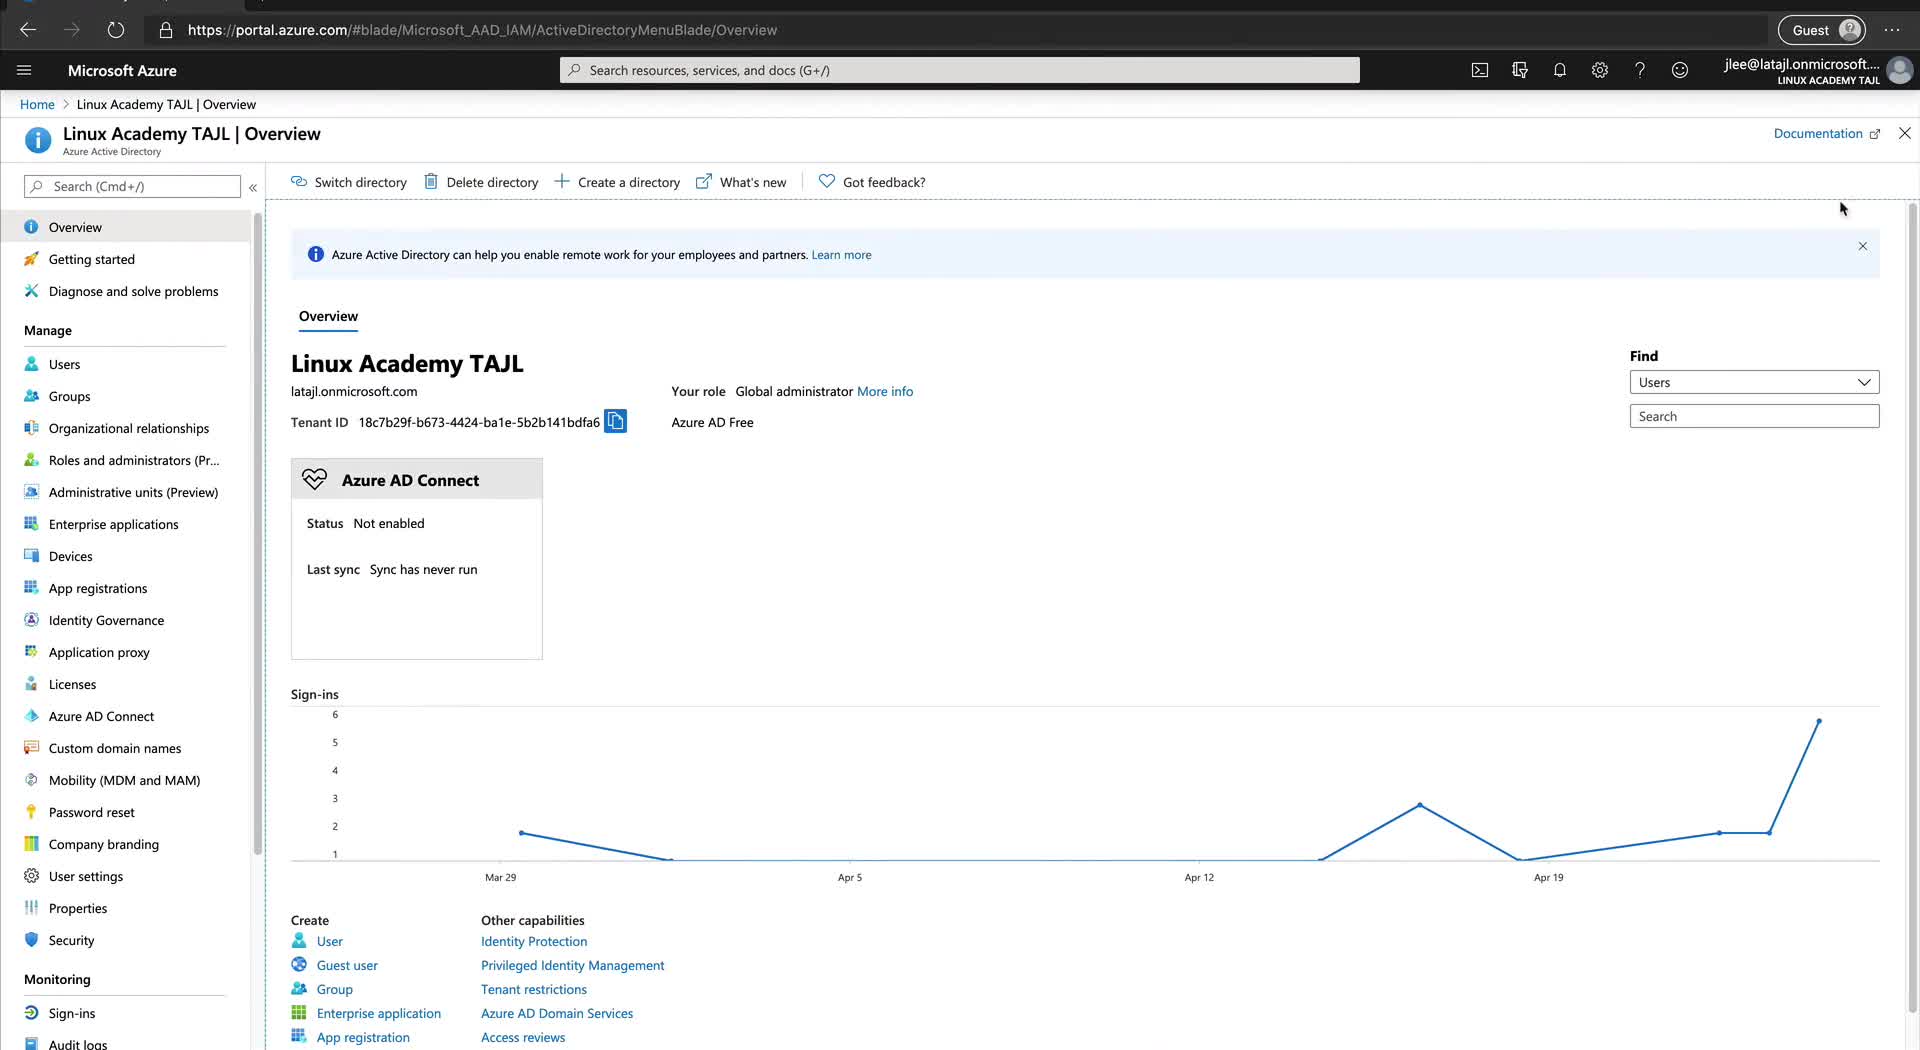 https://portal.azure.com/#blade/Microsoft_AAD_IAM/ActiveDirectoryMenuBlade/Overview
Guest
Microsoft Azure
Search resources, services, and docs (G+/)
jlee@latajl.onmicrosoft....
LINUX ACADEMY TAJL
Home > Linux Academy TAJL | Overview
Linux Academy TAJL | Overview
Azure Active Directory
Documentation
Search (Cmd+/)
«
Switch directory
Delete directory
Create a directory
What's new
Got feedback?
Overview
Getting started
Diagnose and solve problems
Manage
Users
Groups
Organizational relationships
Roles and administrators (Pr...
Administrative units (Preview)
Enterprise applications
Devices
App registrations
Identity Governance
Application proxy
Licenses
Azure AD Connect
Custom domain names
Mobility (MDM and MAM)
Password reset
Company branding
User settings
Properties
Security
Monitoring
Sign-ins
Audit logs
Azure Active Directory can help you enable remote work for your employees and partners. Learn more
Overview
Linux Academy TAJL
latajl.onmicrosoft.com
Your role Global administrator More info
Tenant ID 18c7b29f-b673-4424-ba1e-5b2b141bdfa6
Azure AD Free
Find
Users
Search
Azure AD Connect
Status Not enabled
Last sync Sync has never run
Sign-ins
6
5
4
3
2
1
Mar 29
Apr 5
Apr 12
Apr 19
Create
User
Guest user
Group
Enterprise application
App registration
Other capabilities
Identity Protection
Privileged Identity Management
Tenant restrictions
Azure AD Domain Services
Access reviews